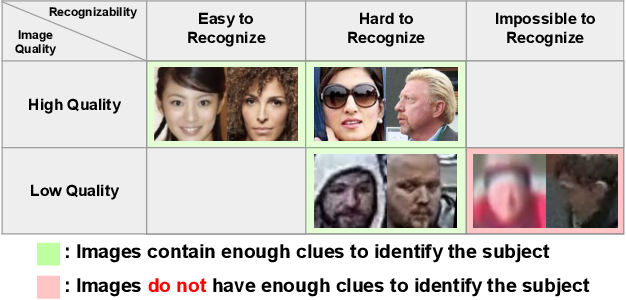 Recognizability
Image
Quality
Easy to
Recognize
Hard to
Recognize
Impossible to
Recognize
High Quality
Low Quality
: Images contain enough clues to identify the subject
: Images do not have enough clues to identify the subject